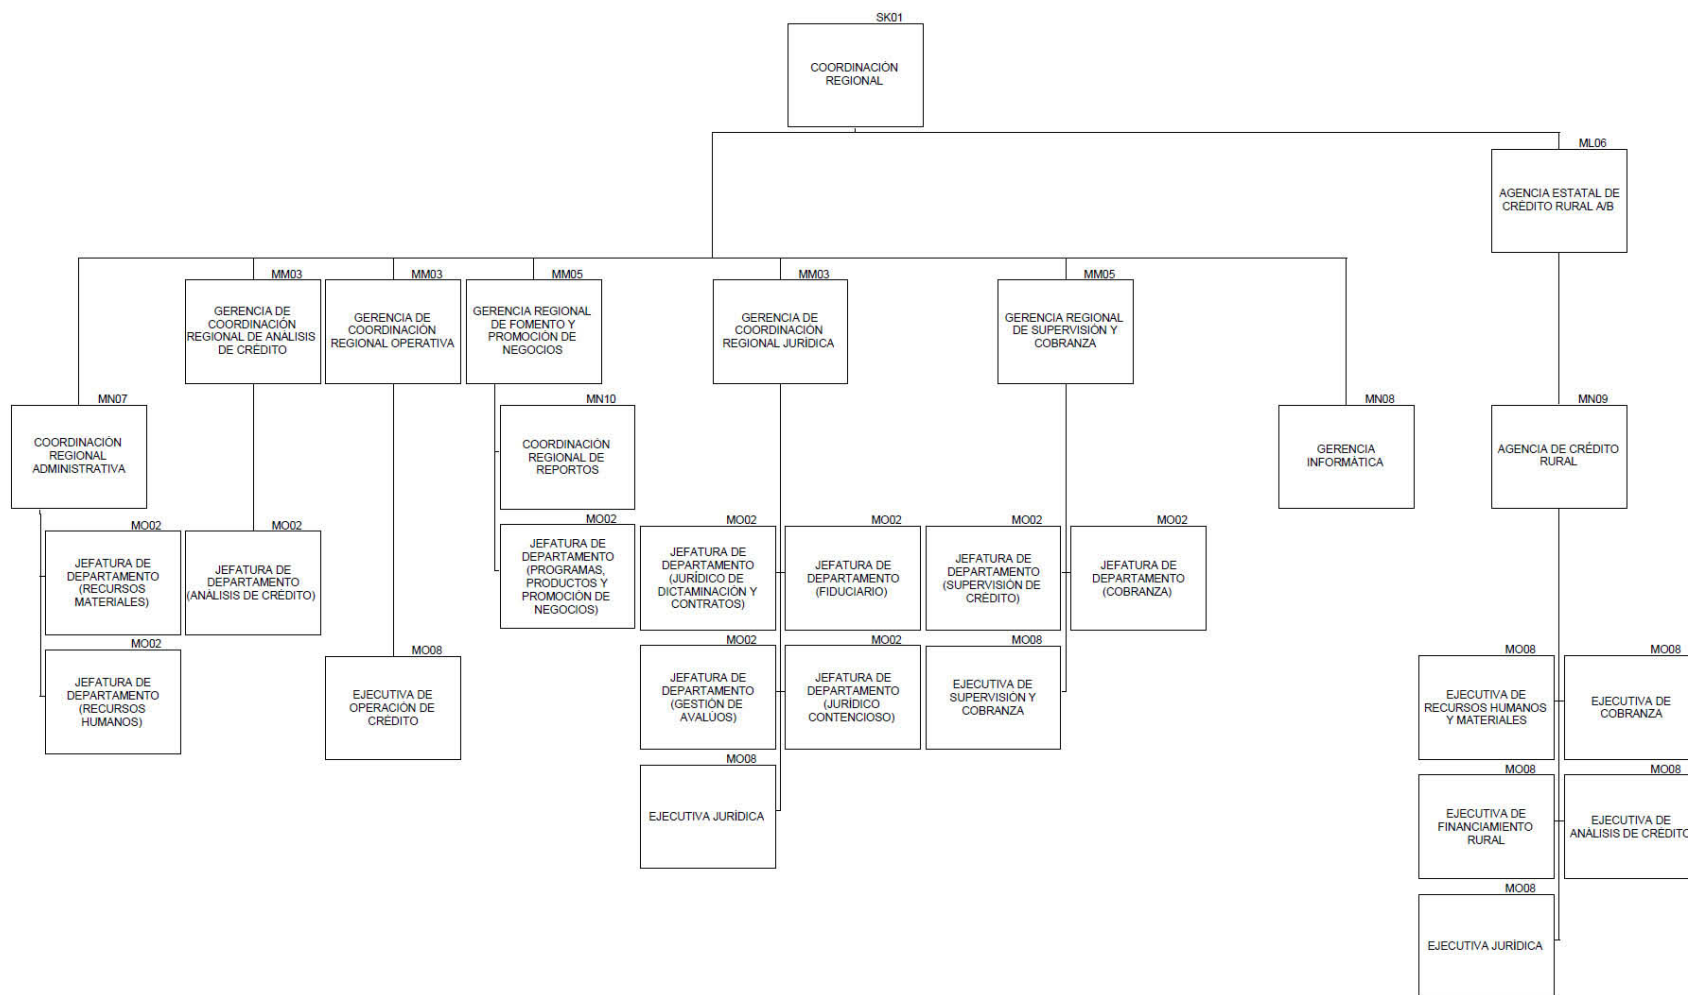 SK01
COORDINACIÓN
REGIONAL
ML06
AGENCIA ESTATAL DE
CRÉDITO RURAL A/B
MM03
GERENCIA DE
COORDINACIÓN
REGIONAL DE ANÁLISIS
DE CRÉDITO
MM03
GERENCIA DE
COORDINACIÓN
REGIONAL OPERATIVA
MM05
GERENCIA REGIONAL
DE FOMENTO Y
PROMOCIÓN DE
NEGOCIOS
MM03
GERENCIA DE
COORDINACIÓN
REGIONAL JURÍDICA
MM05
GERENCIA REGIONAL
DE SUPERVISIÓN Y
COBRANZA
MN07
COORDINACIÓN
REGIONAL
ADMINISTRATIVA
MN10
COORDINACIÓN
REGIONAL DE
REPORTOS
MN08
GERENCIA
INFORMÁTICA
MN09
AGENCIA DE CRÉDITO
RURAL
MO02
JEFATURA DE
DEPARTAMENTO
(RECURSOS
MATERIALES)
MO02
JEFATURA DE
DEPARTAMENTO
(ANÁLISIS DE CRÉDITO)
MO02
JEFATURA DE
DEPARTAMENTO
(PROGRAMAS,
PRODUCTOS Y
PROMOCIÓN DE
NEGOCIOS)
MO02
JEFATURA DE
DEPARTAMENTO
(JURÍDICO DE
DICTAMINACIÓN Y
CONTRATOS)
MO02
JEFATURA DE
DEPARTAMENTO
(FIDUCIARIO)
MO02
JEFATURA DE
DEPARTAMENTO
(SUPERVISIÓN DE
CRÉDITO)
MO02
JEFATURA DE
DEPARTAMENTO
(COBRANZA)
MO02
JEFATURA DE
DEPARTAMENTO
(RECURSOS
HUMANOS)
MO08
EJECUTIVA DE
OPERACIÓN DE
CRÉDITO
MO02
JEFATURA DE
DEPARTAMENTO
(GESTIÓN DE
AVALÚOS)
MO02
JEFATURA DE
DEPARTAMENTO
(JURÍDICO
CONTENCIOSO)
MO08
EJECUTIVA DE
SUPERVISIÓN Y
COBRANZA
MO08
EJECUTIVA DE
RECURSOS HUMANOS
Y MATERIALES
MO08
EJECUTIVA DE
COBRANZA
MO08
EJECUTIVA JURÍDICA
MO08
EJECUTIVA DE
FINANCIAMIENTO
RURAL
MO08
EJECUTIVA DE
ANÁLISIS DE CRÉDITO
MO08
EJECUTIVA JURÍDICA